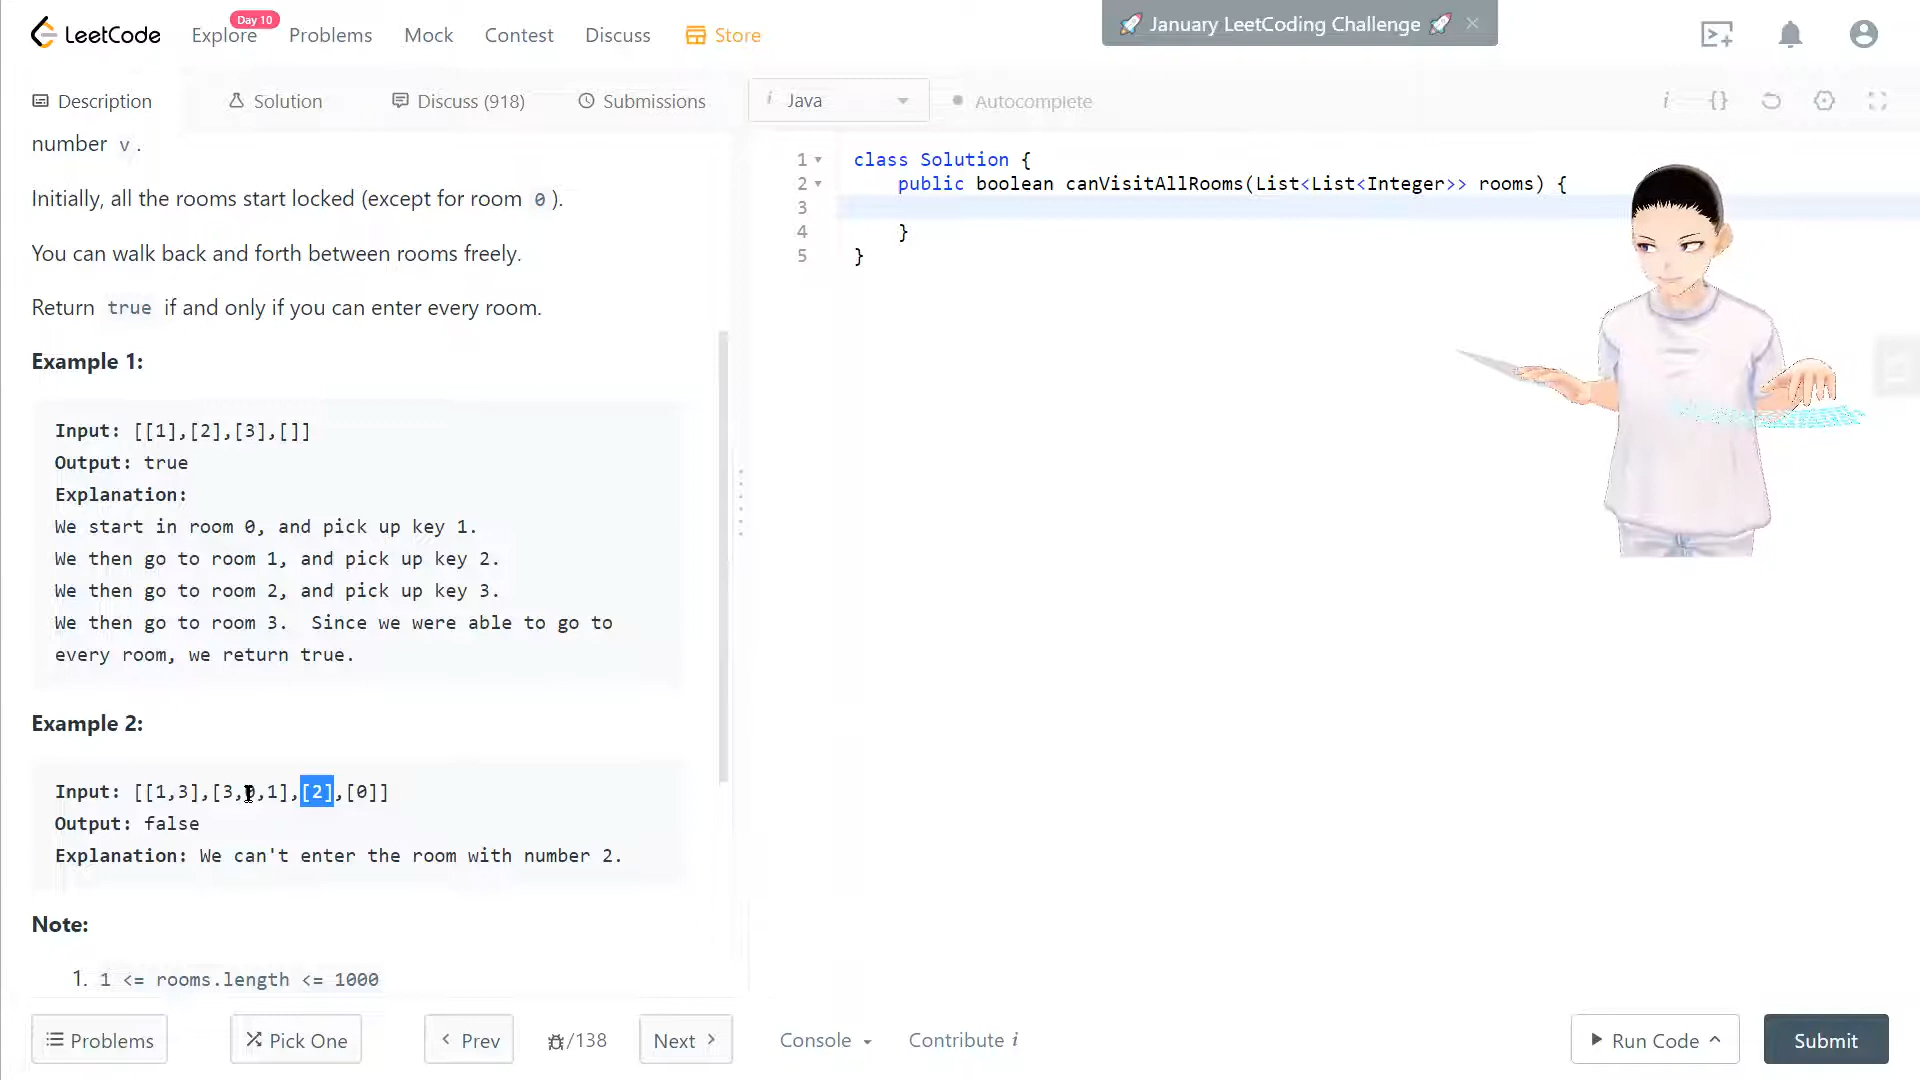 LeetCode
Explore
Day 10
Problems
Mock
Contest
Discuss
Store
🚀 January LeetCoding Challenge 🚀 ×
Description
Solution
Discuss (918)
Submissions
i Java
Autocomplete
i {}
number v .
Initially, all the rooms start locked (except for room 0 ).
You can walk back and forth between rooms freely.
Return true if and only if you can enter every room.
Example 1:
Input: [[1],[2],[3],[]]
Output: true
Explanation:
We start in room 0, and pick up key 1.
We then go to room 1, and pick up key 2.
We then go to room 2, and pick up key 3.
We then go to room 3.  Since we were able to go to
every room, we return true.
Example 2:
Input: [[1,3],[3,0,1],[2],[0]]
Output: false
Explanation: We can't enter the room with number 2.
Note:
1. 1 <= rooms.length <= 1000
1 class Solution {
2 public boolean canVisitAllRooms(List<List<Integer>> rooms) {
3
4 }
5 }
Problems
Pick One
< Prev
/138
Next >
Console
Contribute i
Run Code
Submit